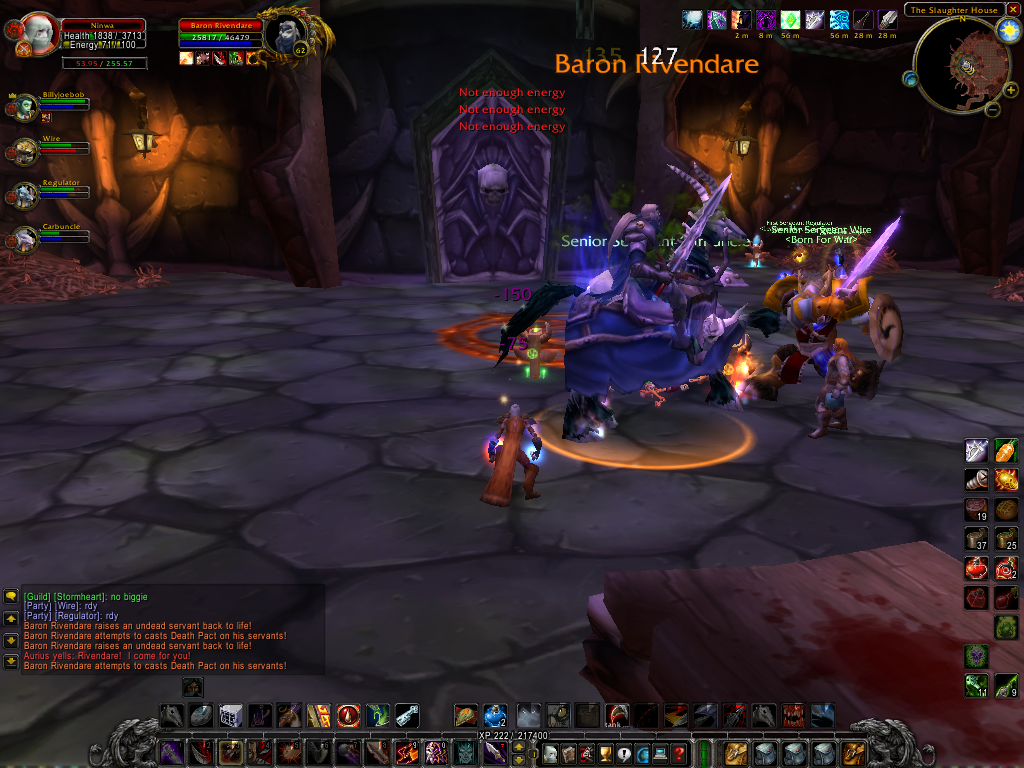 Ninwa
Health 1838 / 3713
Energy 71 / 100
53.95 / 255.57
Baron Rivendare
25817 / 46479
62
2 m
8 m
56 m
56 m
28 m
28 m
The Slaughter House
N
Billyjoebob
Wire
Regulator
Carbuncle
135
127
Baron Rivendare
Not enough energy
Not enough energy
Not enough energy
First Sergeant Regulator
Senior Sergeant Wire
<Born For War>
-150
-75
19
37
25
2
11
9
[Guild] [Stormheart]: no biggie
[Party] [Wire]: rdy
[Party] [Regulator]: rdy
Baron Rivendare raises an undead servant back to life!
Baron Rivendare attempts to casts Death Pact on his servants!
Baron Rivendare raises an undead servant back to life!
Aurius yells: Rivendare! I come for you!
Baron Rivendare attempts to casts Death Pact on his servants!
2
tank
XP 222 / 217400